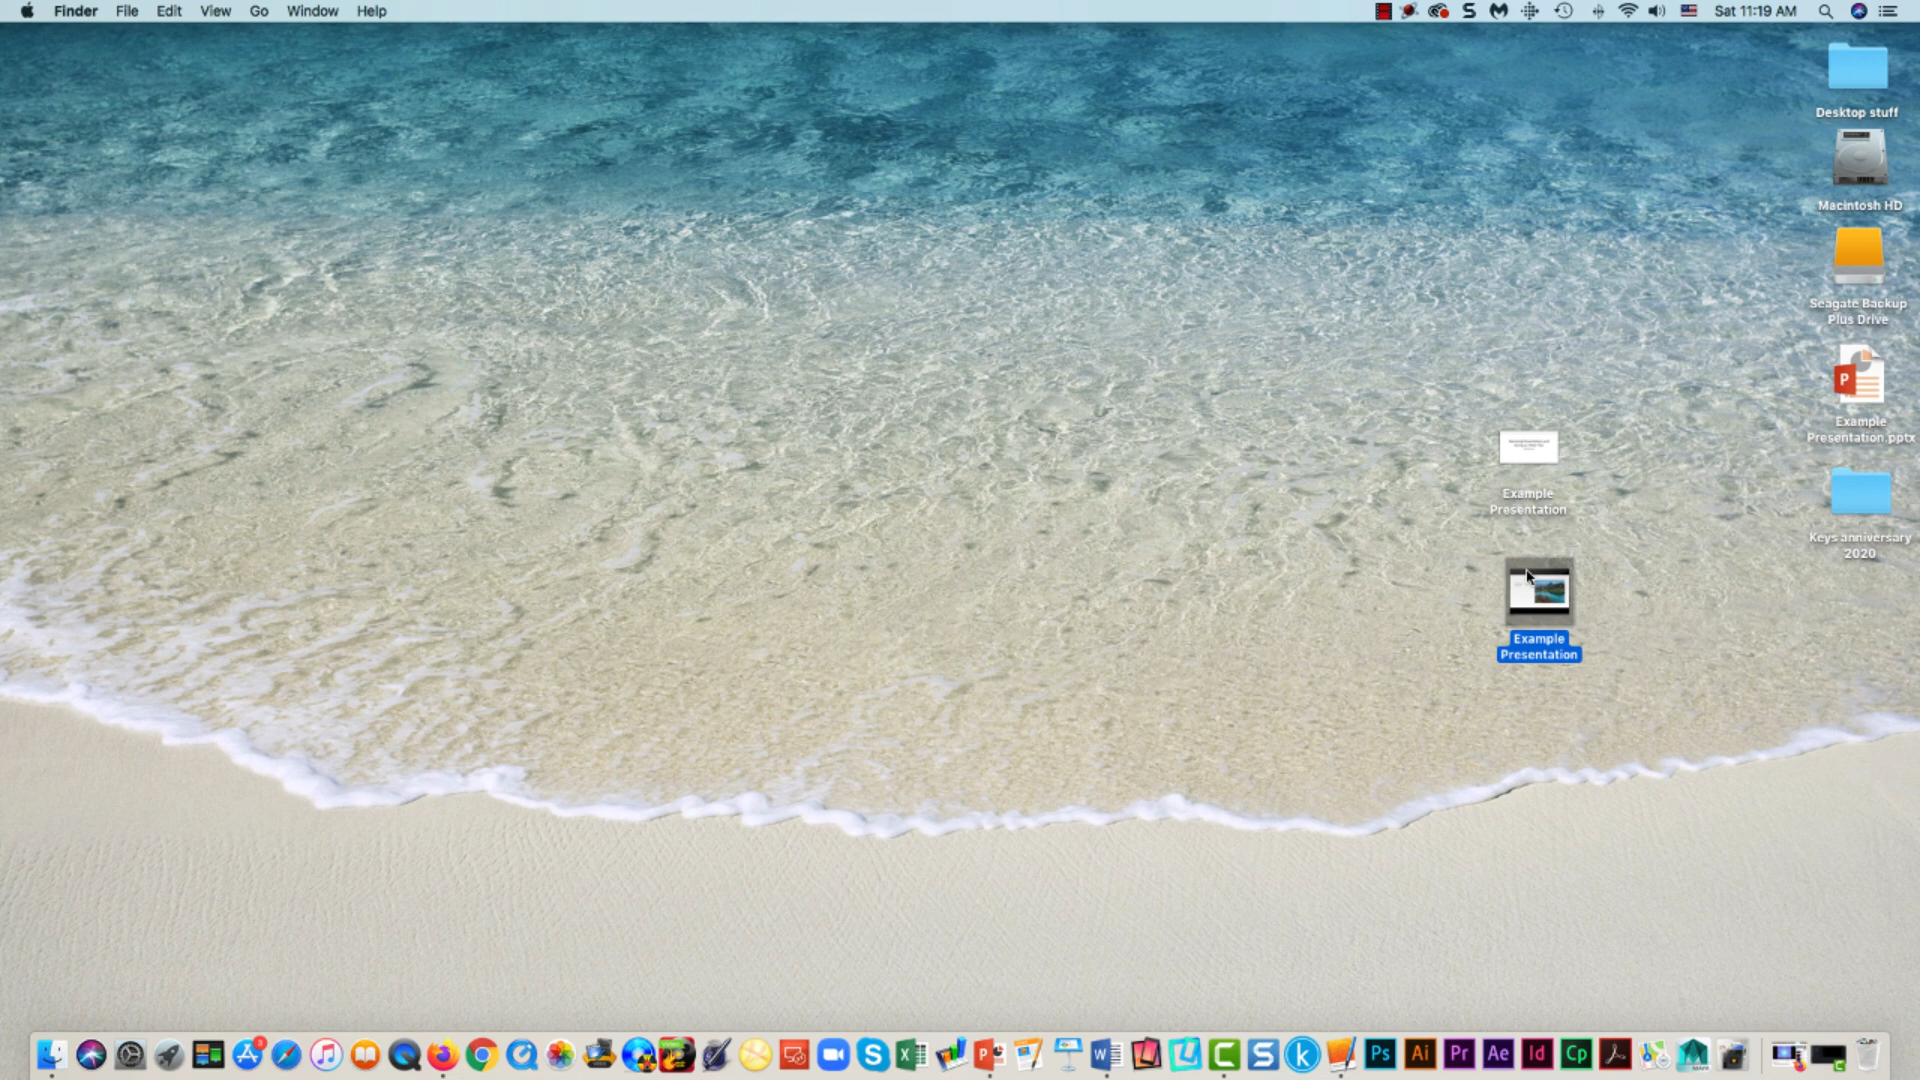 Finder File Edit View Go Window Help
S
Sat 11:19 AM
Desktop stuff
Macintosh HD
Seagate Backup
Plus Drive
P
Example
Presentation.pptx
Example
Presentation
Keys anniversary
2020
Example
Presentation
3
S X P W C S k Ps Ai Pr Ae Id Cp